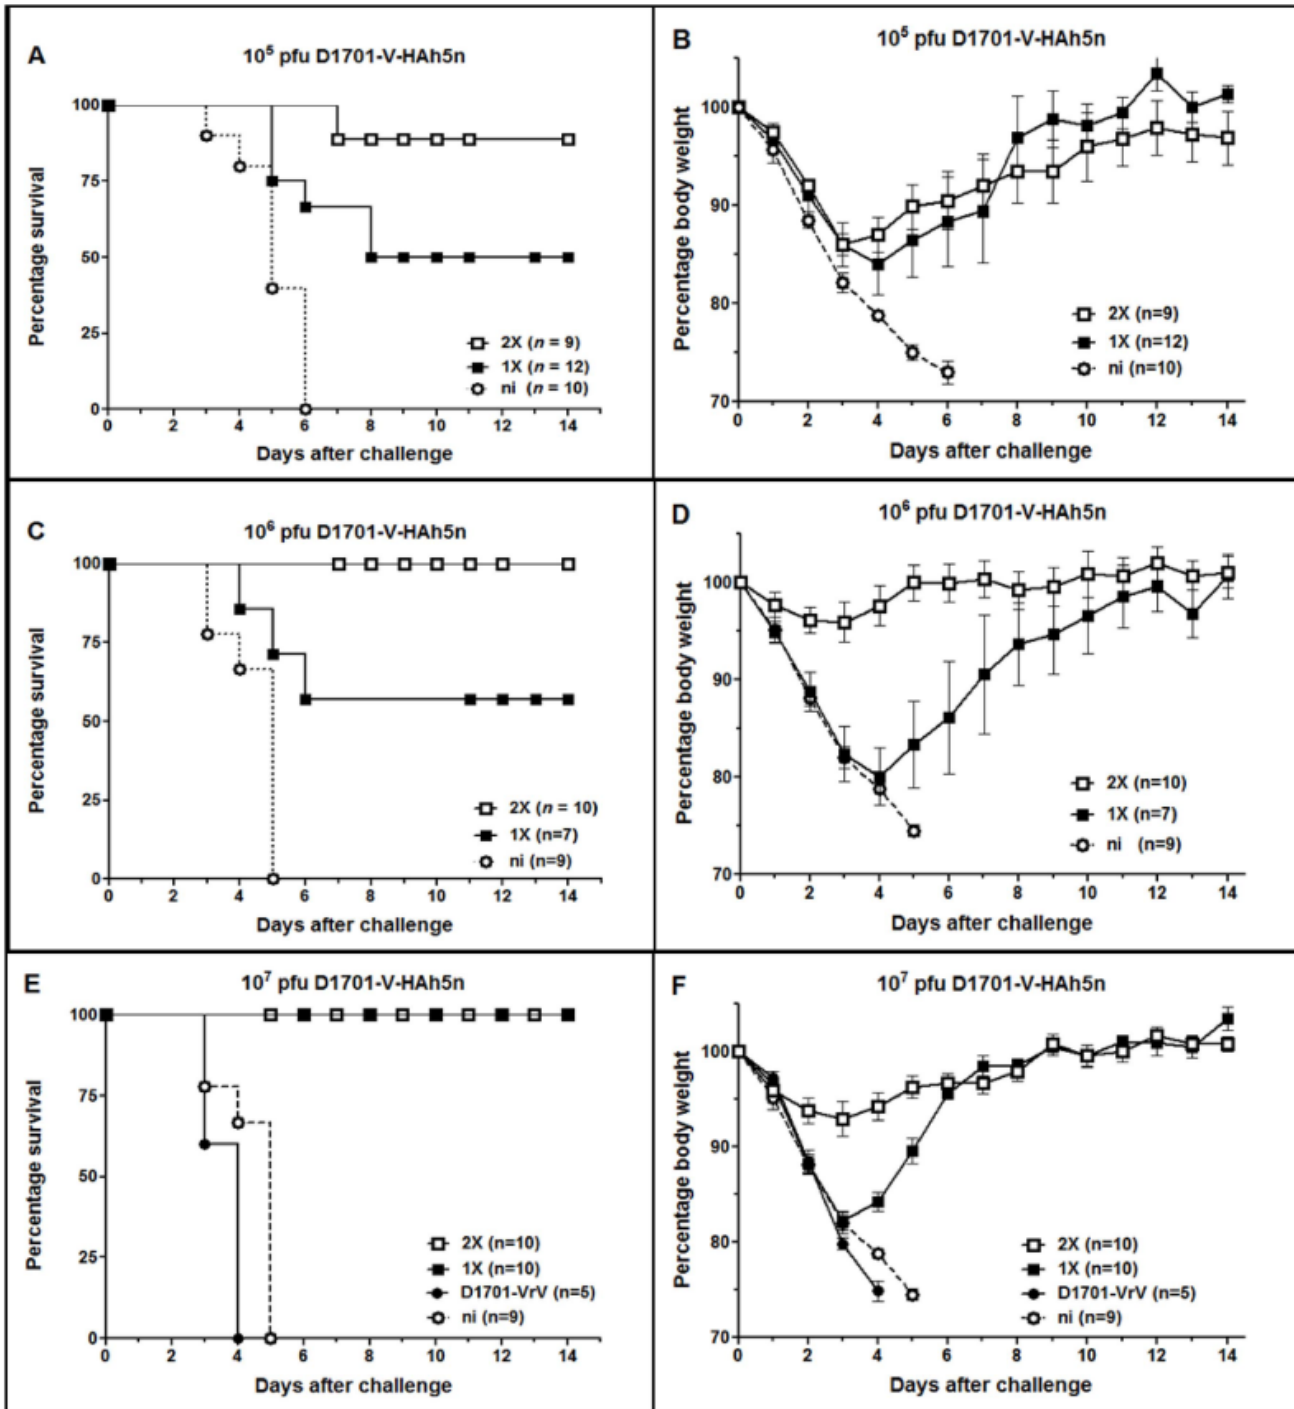 A
10⁵ pfu D1701-V-HAh5n
Percentage survival
100
75
50
25
0
2X (n = 9)
1X (n = 12)
ni (n = 10)
0 2 4 6 8 10 12 14
Days after challenge
B
10⁵ pfu D1701-V-HAh5n
Percentage body weight
100
90
80
70
2X (n=9)
1X (n=12)
ni (n=10)
0 2 4 6 8 10 12 14
Days after challenge
C
10⁶ pfu D1701-V-HAh5n
Percentage survival
100
75
50
25
0
2X (n = 10)
1X (n=7)
ni (n=9)
0 2 4 6 8 10 12 14
Days after challenge
D
10⁶ pfu D1701-V-HAh5n
Percentage body weight
100
90
80
70
2X (n=10)
1X (n=7)
ni (n=9)
0 2 4 6 8 10 12 14
Days after challenge
E
10⁷ pfu D1701-V-HAh5n
Percentage survival
100
75
50
25
0
2X (n=10)
1X (n=10)
D1701-VrV (n=5)
ni (n=9)
0 2 4 6 8 10 12 14
Days after challenge
F
10⁷ pfu D1701-V-HAh5n
Percentage body weight
100
90
80
70
2X (n=10)
1X (n=10)
D1701-VrV (n=5)
ni (n=9)
0 2 4 6 8 10 12 14
Days after challenge